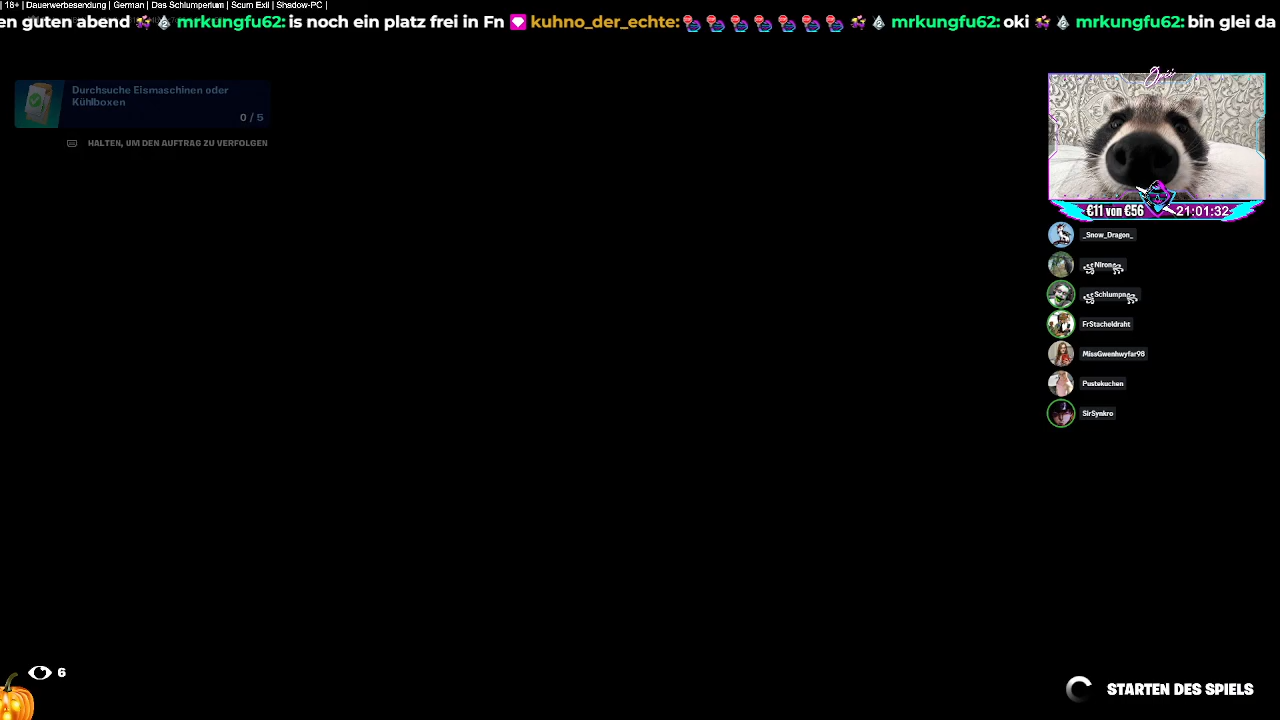 | 18+ | Dauerwerbesendung | German | Das Schlumperium | Scum Exil | Shadow-PC |
en guten abend mrkungfu62: is noch ein platz frei in Fn kuhno_der_echte: mrkungfu62: oki mrkungfu62: bin glei da
Durchsuche Eismaschinen oder
Kühlboxen
0 / 5
HALTEN, UM DEN AUFTRAG ZU VERFOLGEN
€11 von €56
21:01:32
_Snow_Dragon_
Niron
Schlumpn
FrStacheldraht
MissGwenhwyfar98
Pustekuchen
SirSynkro
6
STARTEN DES SPIELS